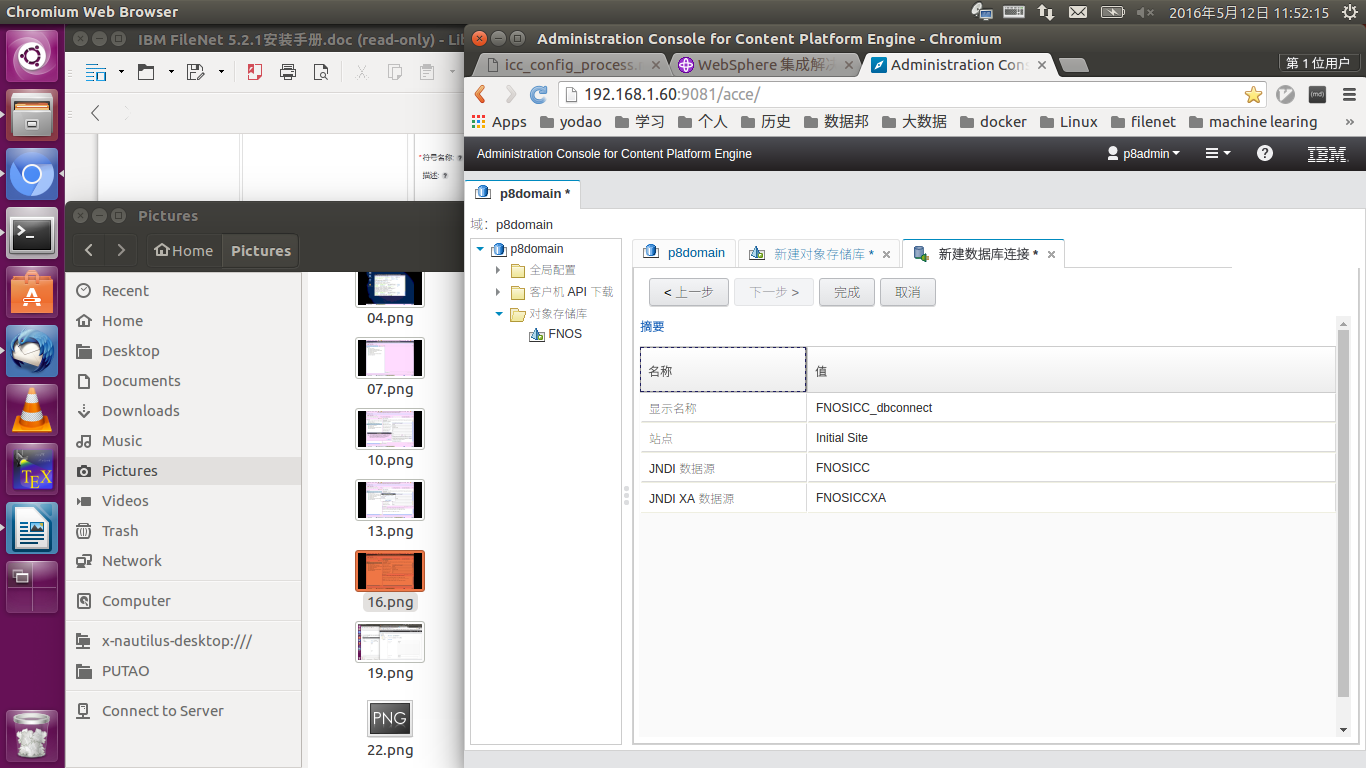 Chromium Web Browser
2016年5月12日 11:52:15
IBM FileNet 5.2.1安装手册.doc (read-only) - Lib
*符号名称:
描述:
Pictures
Home
Pictures
Recent
Home
Desktop
Documents
Downloads
Music
Pictures
Videos
Trash
Network
Computer
x-nautilus-desktop:///
PUTAO
Connect to Server
04.png
07.png
10.png
13.png
16.png
19.png
PNG
22.png
Administration Console for Content Platform Engine - Chromium
icc_config_process.
WebSphere 集成解决
Administration Cons
第 1 位用户
192.168.1.60:9081/acce/
Apps yodao 学习 个人 历史 数据邦 大数据 docker Linux filenet machine learing »
Administration Console for Content Platform Engine
p8admin
IBM
p8domain *
域: p8domain
p8domain
全局配置
客户机 API 下载
对象存储库
FNOS
p8domain
新建对象存储库 *
新建数据库连接 *
< 上一步 下一步 > 完成 取消
摘要
名称 值
显示名称 FNOSICC_dbconnect
站点 Initial Site
JNDI 数据源 FNOSICC
JNDI XA 数据源 FNOSICCXA